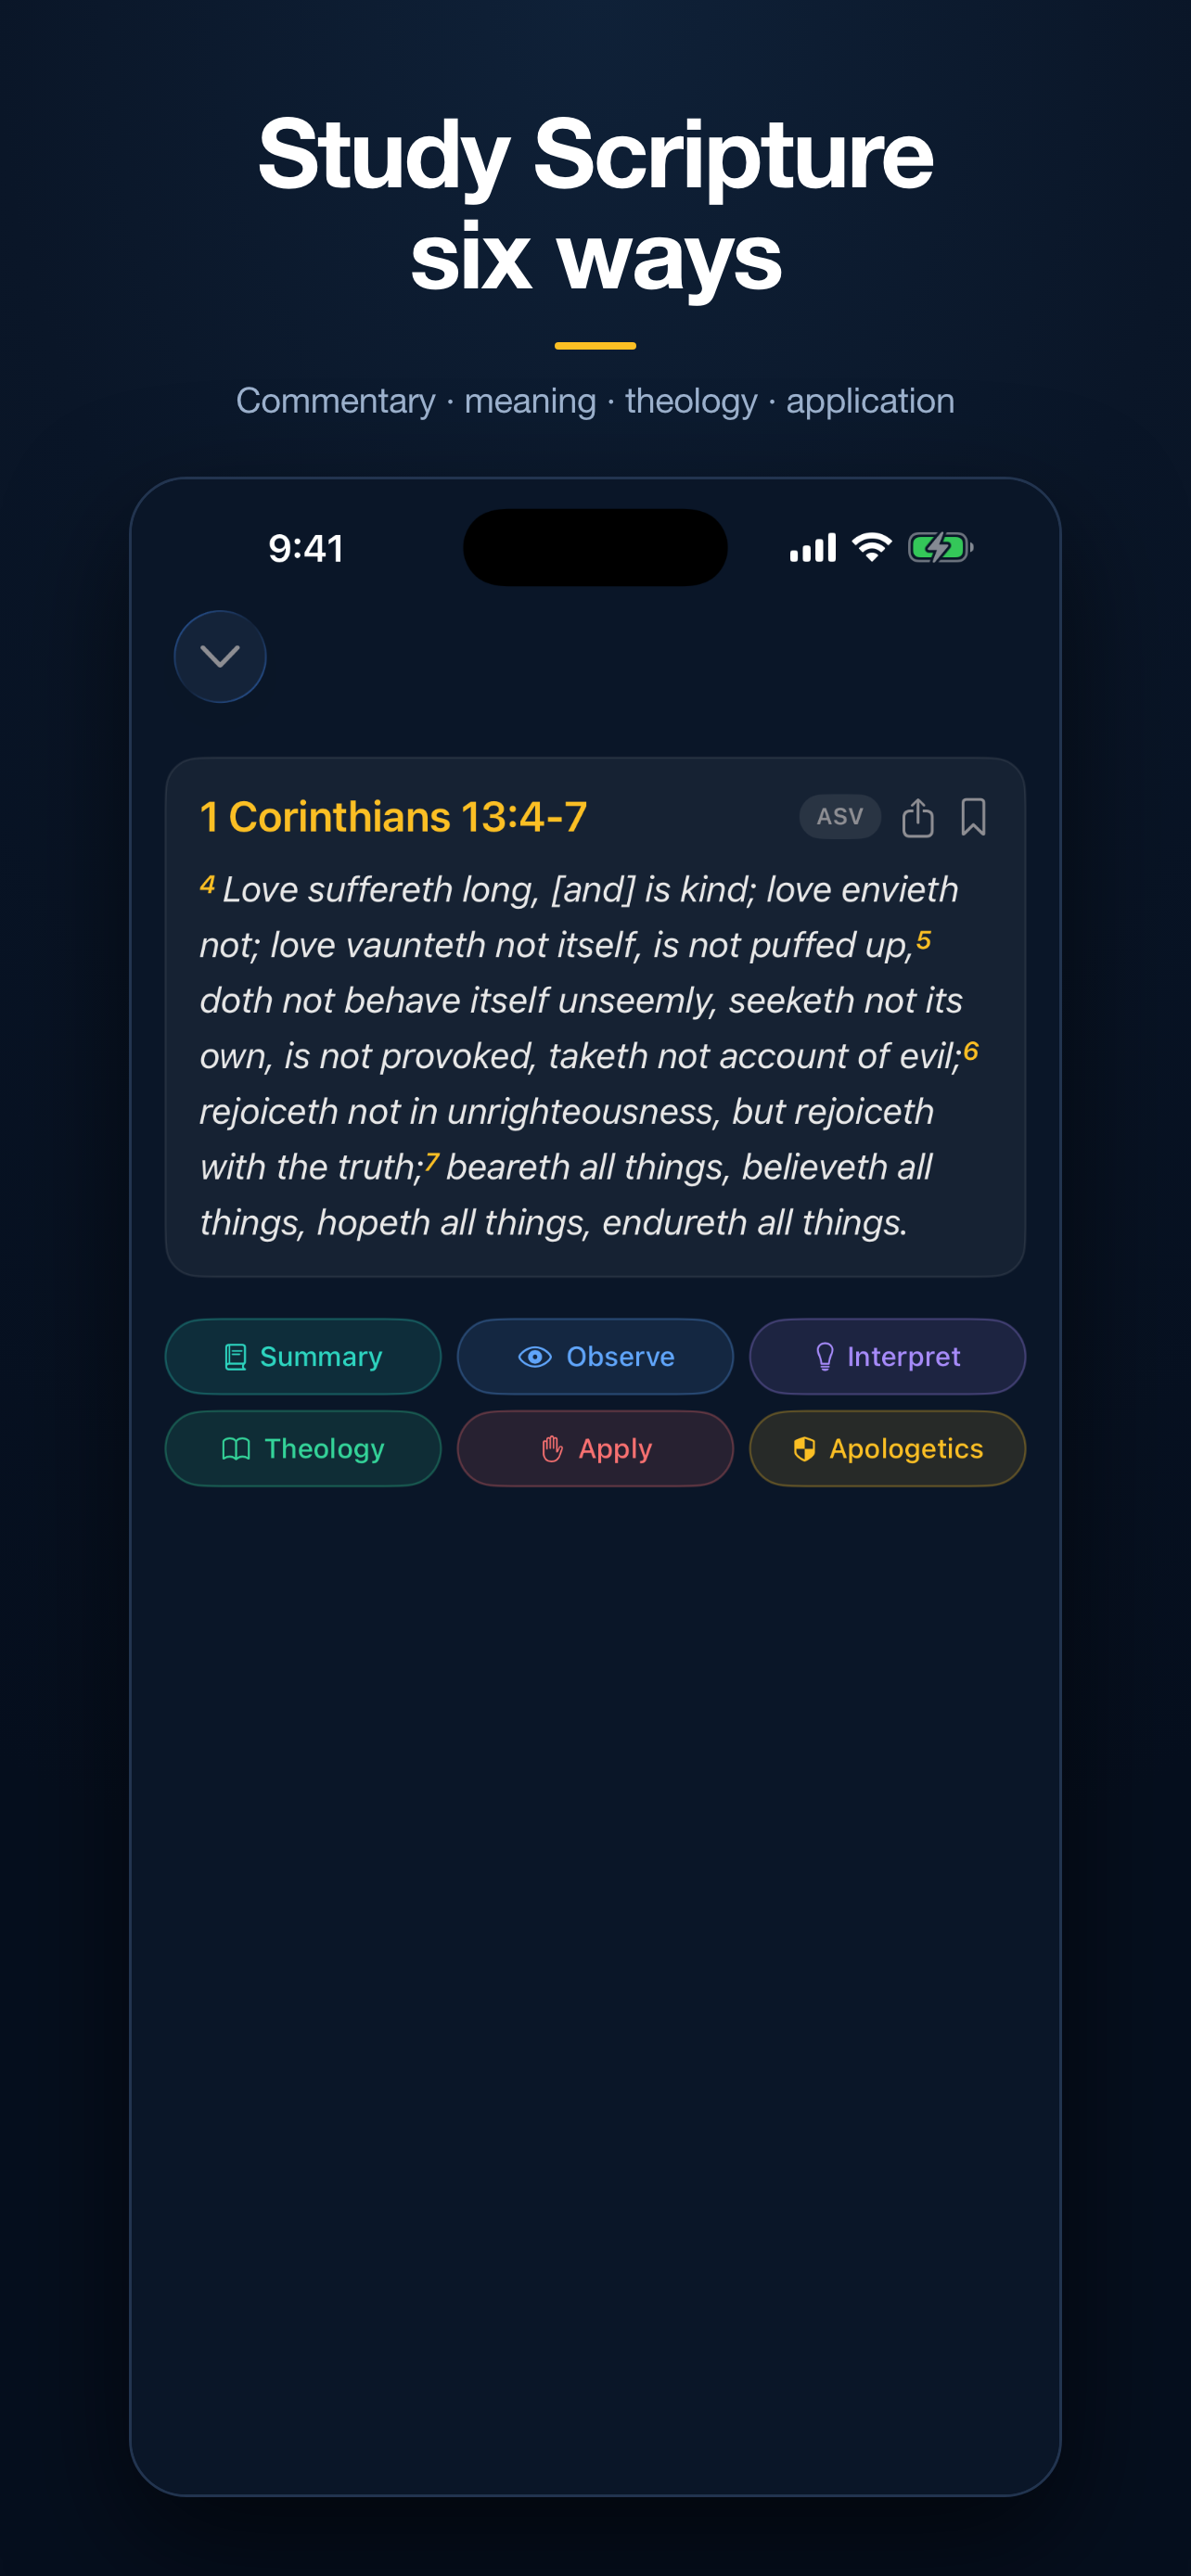 Study Scripture
six ways
Commentary · meaning · theology · application
9:41
1 Corinthians 13:4-7 ASV
4 Love suffereth long, [and] is kind; love envieth
not; love vaunteth not itself, is not puffed up,5
doth not behave itself unseemly, seeketh not its
own, is not provoked, taketh not account of evil;6
rejoiceth not in unrighteousness, but rejoiceth
with the truth;7 beareth all things, believeth all
things, hopeth all things, endureth all things.
Summary Observe Interpret
Theology Apply Apologetics